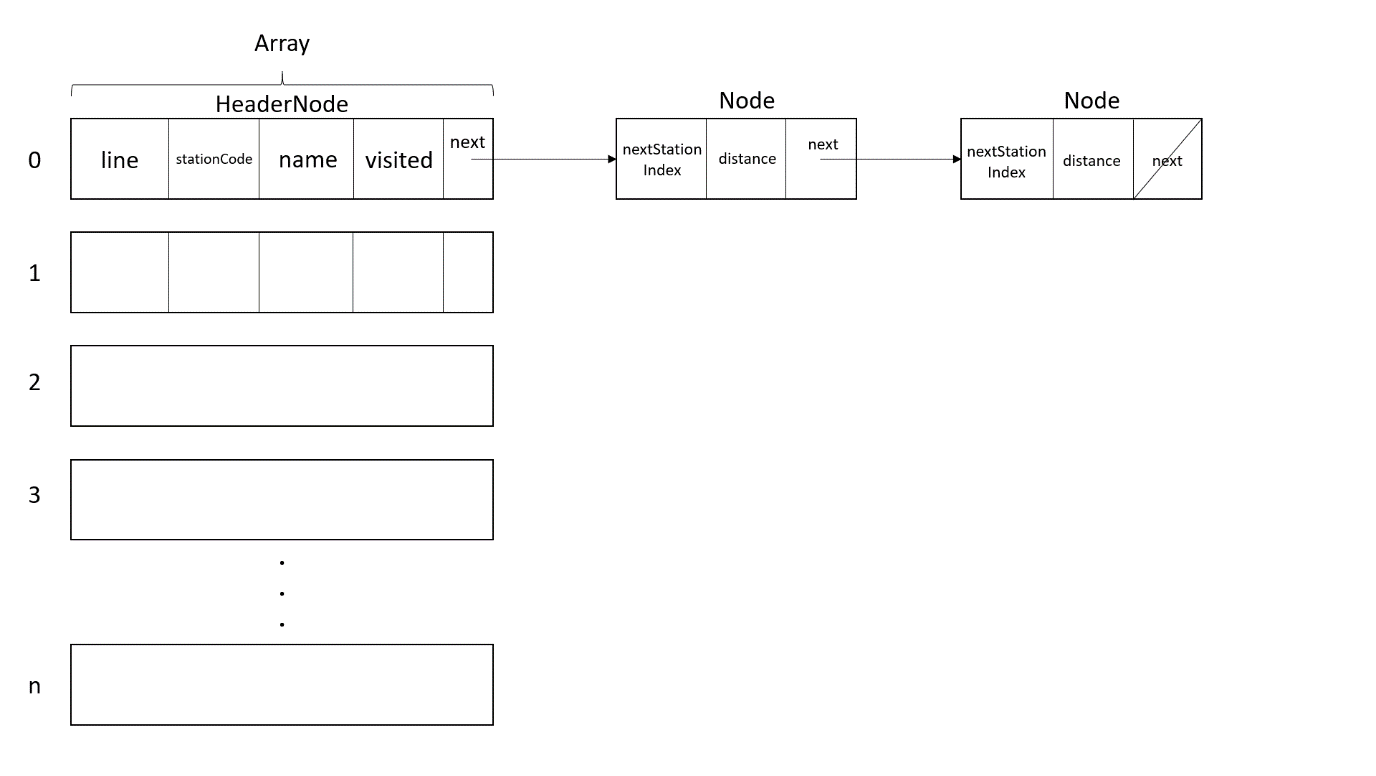 Array
HeaderNode
Node
Node
0
line
stationCode
name
visited
next
nextStation
Index
distance
next
nextStation
Index
distance
next
1
2
3
.
.
.
n